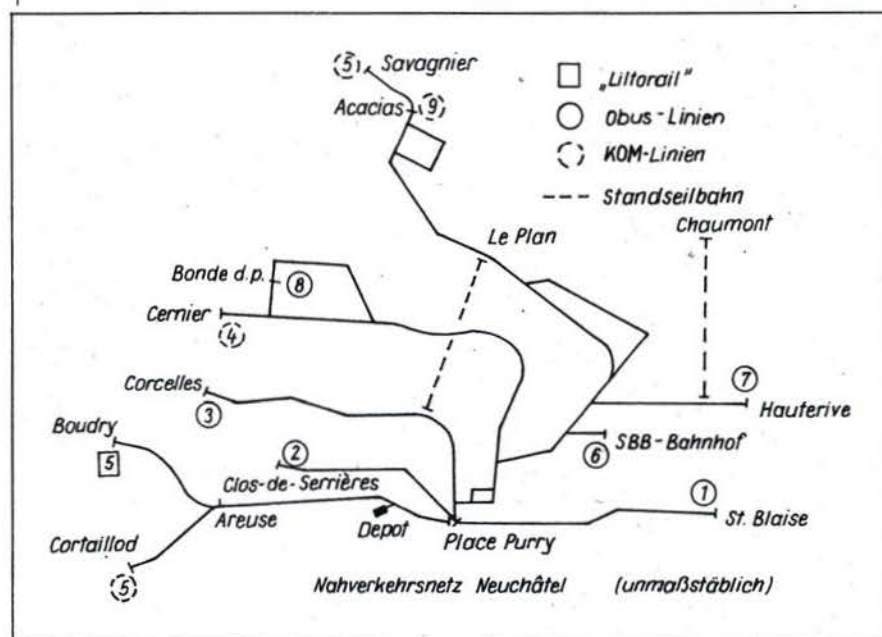 (5) Savagnier
Acacias (9)
„Liltorail"
Obus-Linien
KOM-Linien
Standseilbahn
Chaumont
Le Plan
Bonde d.p. (8)
Cernier
(4)
Corcelles
(3)
(7)
Hauterive
Boudry
5
(2)
Clos-de-Serrières
(6) SBB-Bahnhof
(1)
St. Blaise
Areuse
Depot
Place Purry
Cortaillod
(5)
Nahverkehrsnetz Neuchâtel (unmaßstäblich)